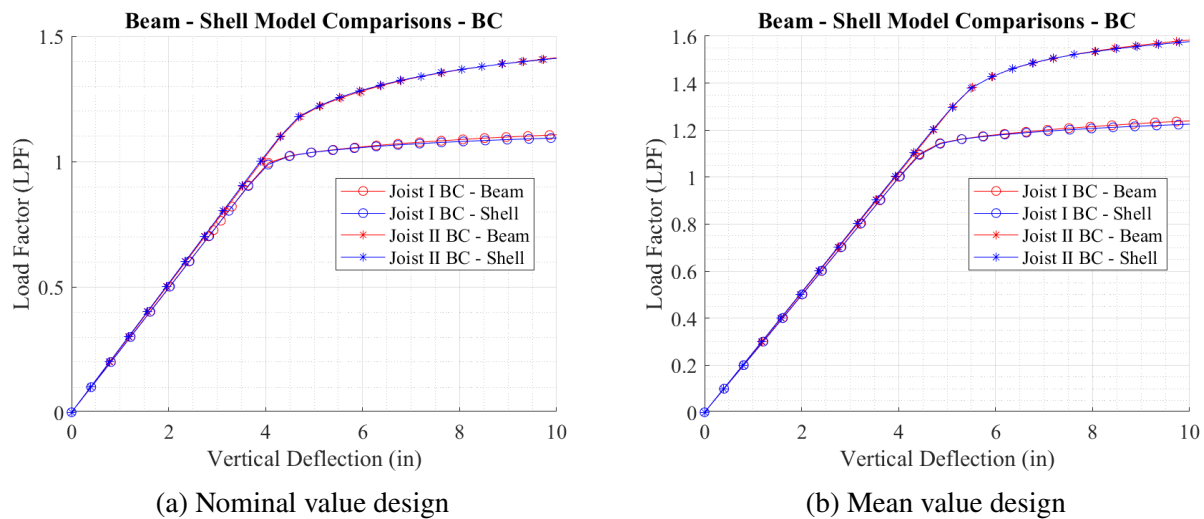 Beam - Shell Model Comparisons - BC
1.5
1
0.5
0
Load Factor (LPF)
Joist I BC - Beam
Joist I BC - Shell
Joist II BC - Beam
Joist II BC - Shell
0 2 4 6 8 10
Vertical Deflection (in)
(a) Nominal value design
Beam - Shell Model Comparisons - BC
1.6
1.4
1.2
1
0.8
0.6
0.4
0.2
0
Load Factor (LPF)
Joist I BC - Beam
Joist I BC - Shell
Joist II BC - Beam
Joist II BC - Shell
0 2 4 6 8 10
Vertical Deflection (in)
(b) Mean value design